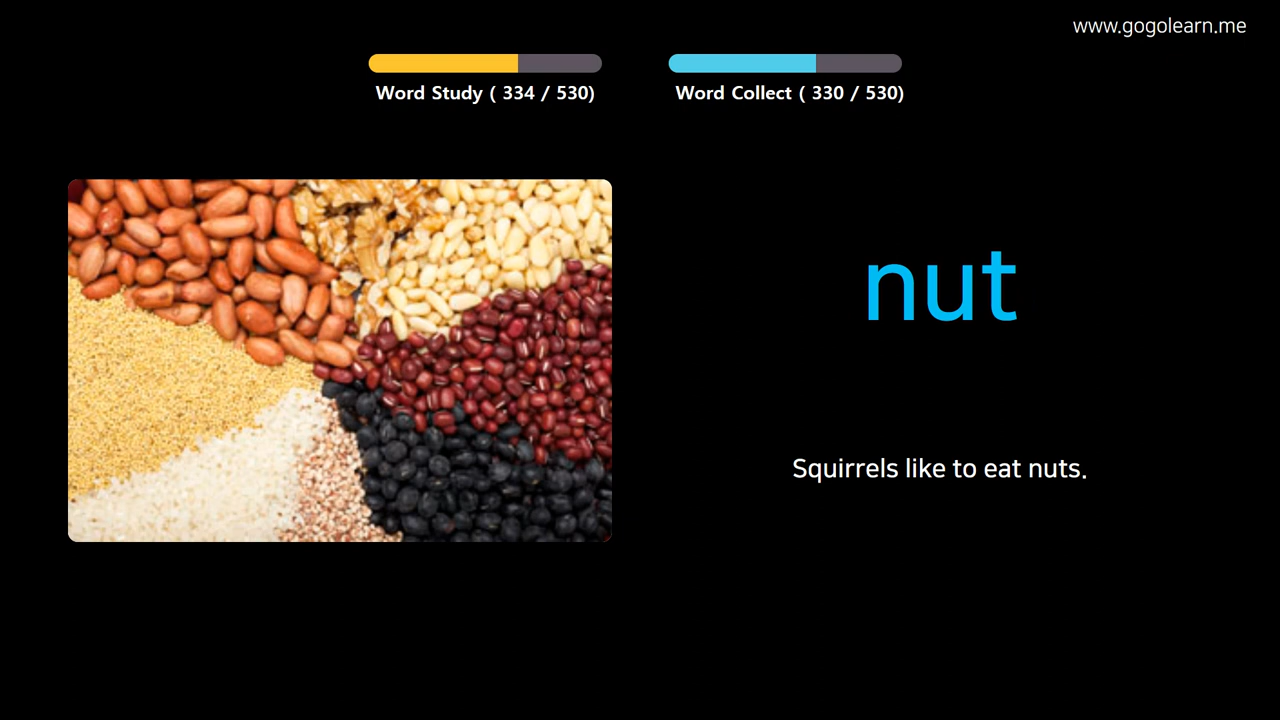 www.gogolearn.me
Word Study ( 334 / 530)
Word Collect ( 330 / 530)
nut
Squirrels like to eat nuts.